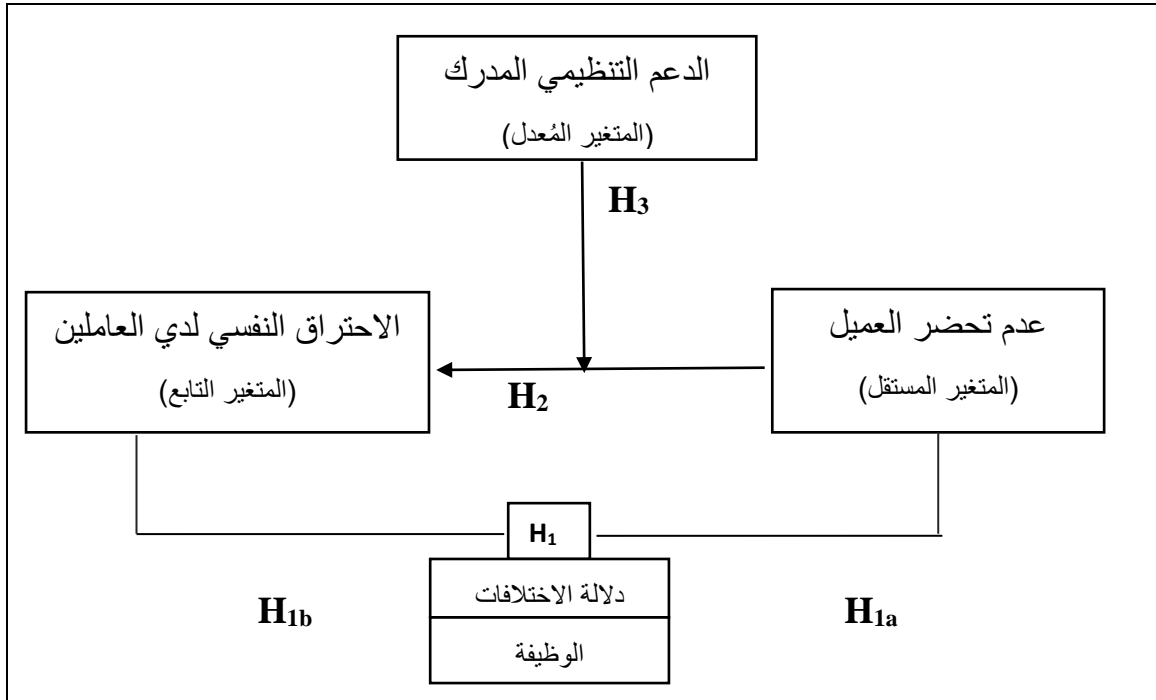 الدعم التنظيمي المدرك
(المتغير المُعدل)
H3
عدم تحضر العميل
(المتغير المستقل)
الاحتراق النفسي لدي العاملين
(المتغير التابع)
H2
H1
دلالة الاختلافات
الوظيفة
H1a
H1b